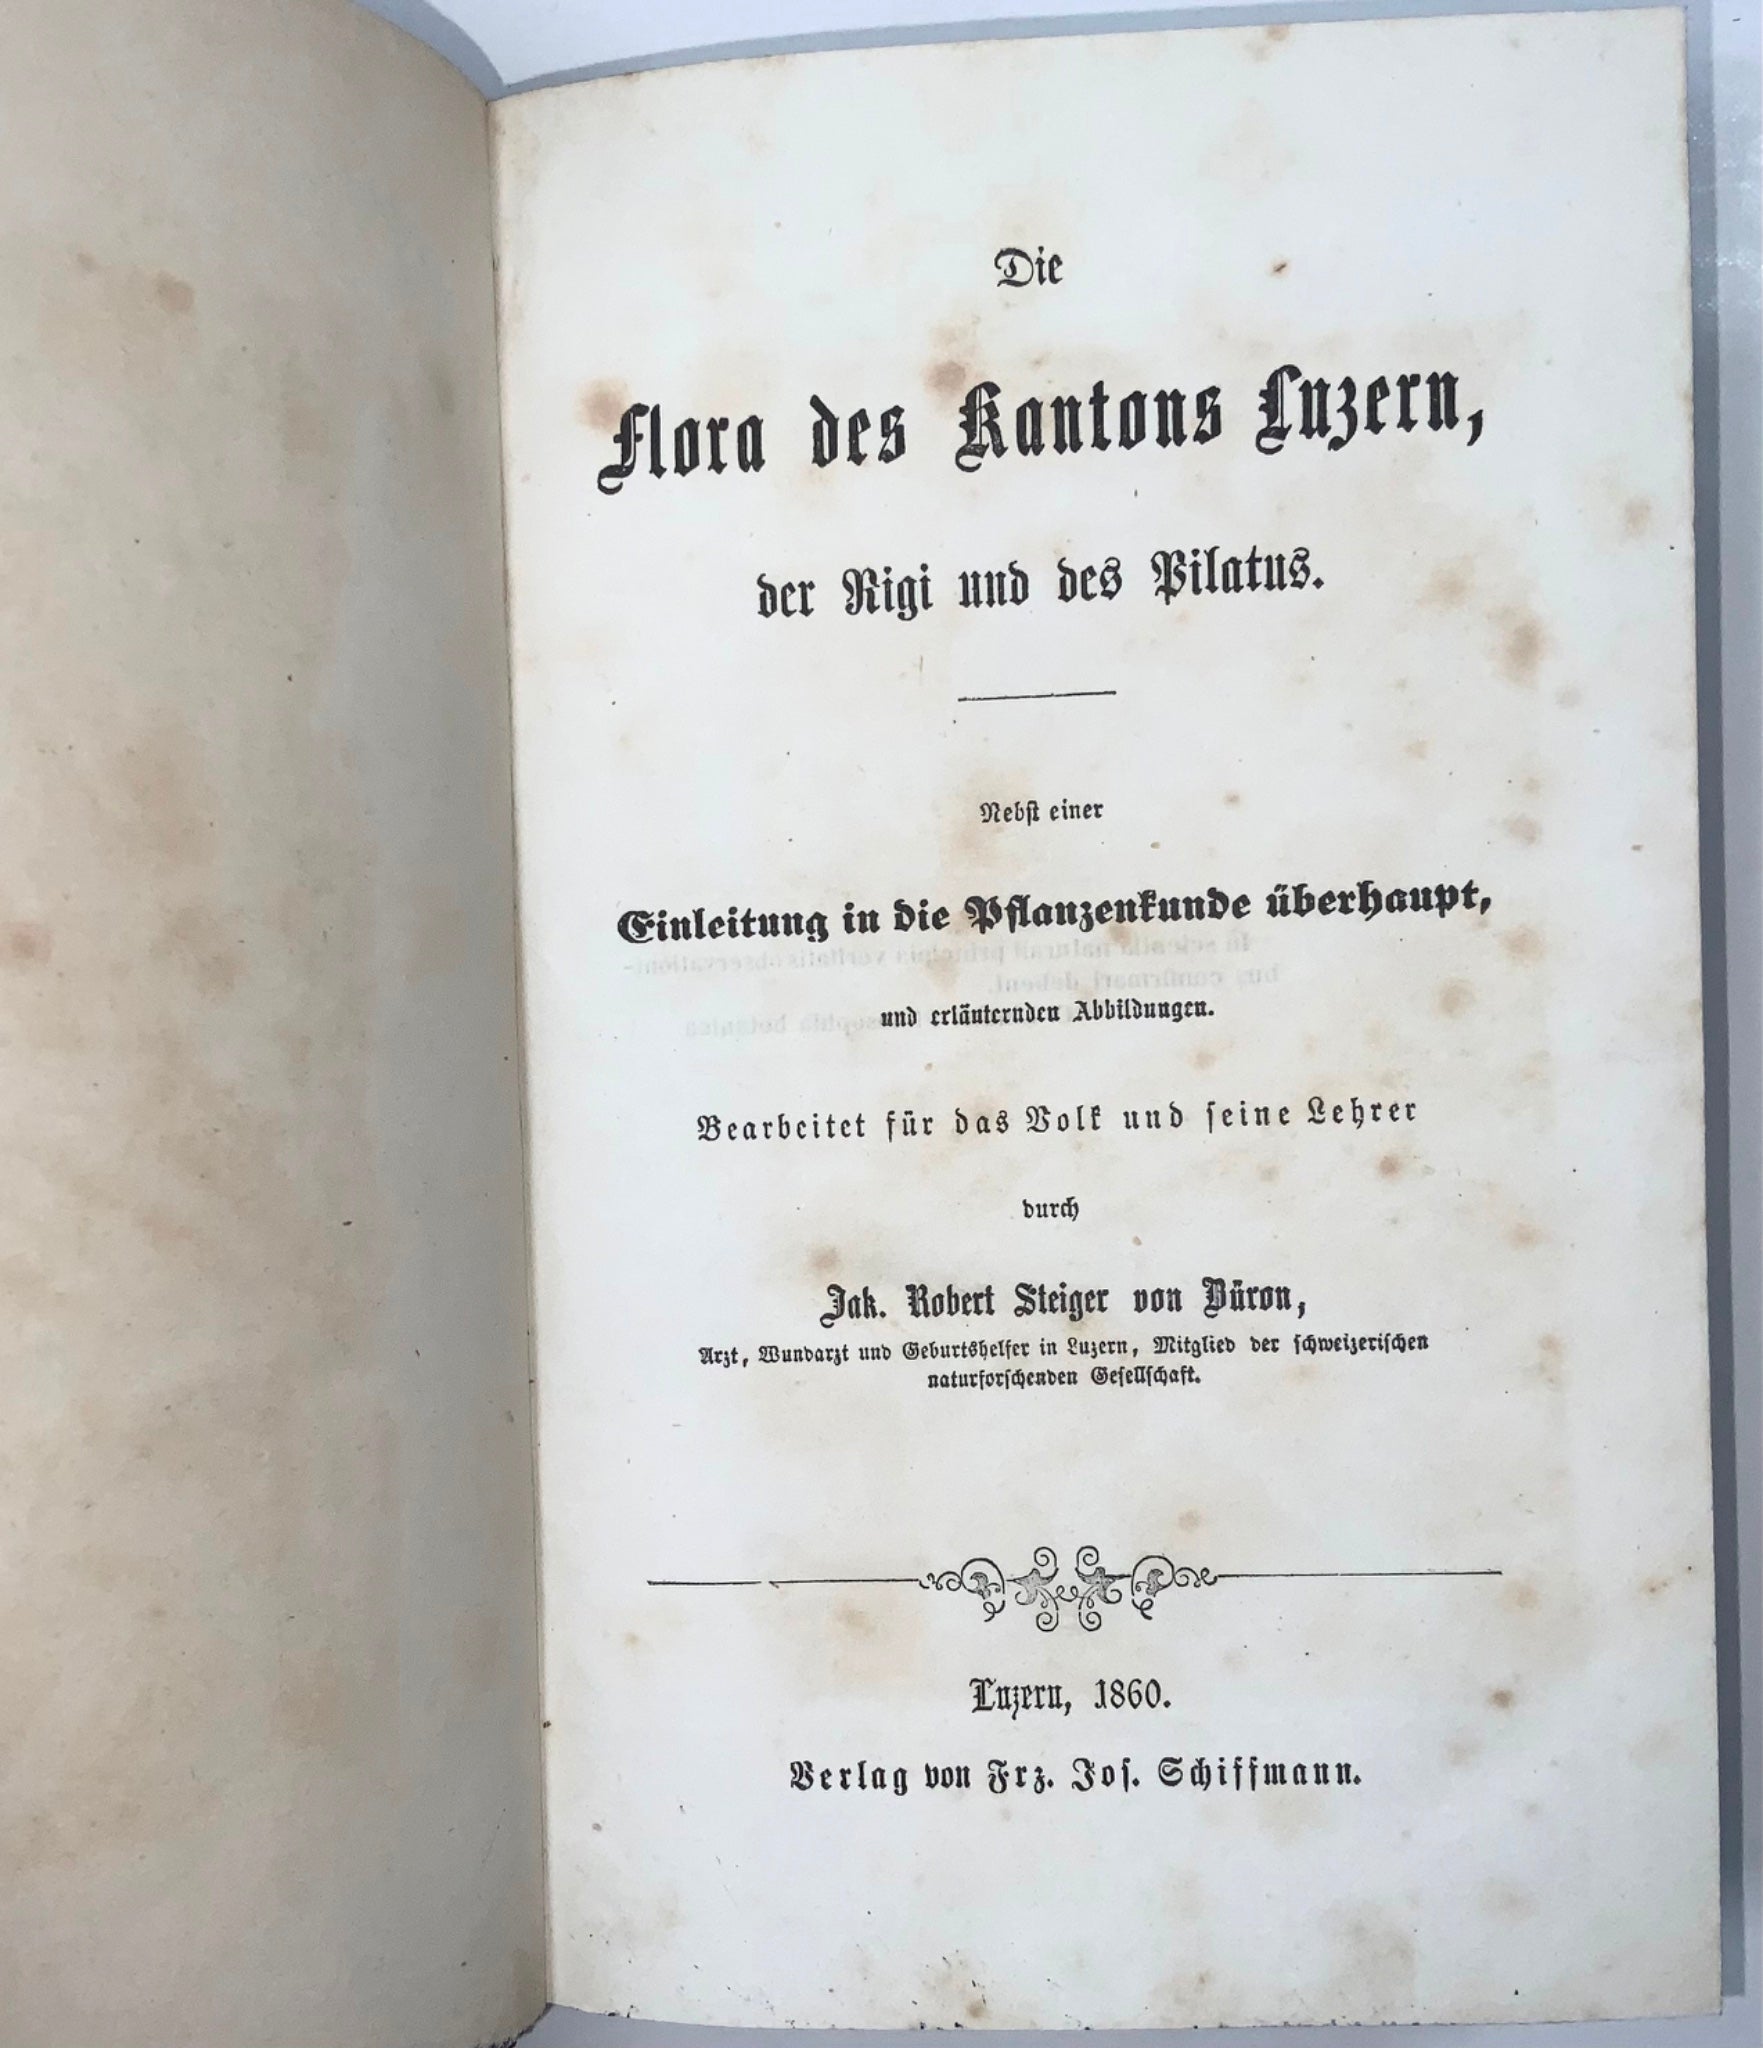 Die
Flora des Kantons Luzern,
der Rigi und des Pilatus.
Nebst einer
Einleitung in die Pflanzenkunde überhaupt,
und erläuternden Abbildungen.
Bearbeitet für das Volk und seine Lehrer
durch
Jak. Robert Steiger von Büron,
Arzt, Wundarzt und Geburtshelfer in Luzern, Mitglied der schweizerischen
naturforschenden Gesellschaft.
Luzern, 1860.
Verlag von Frz. Jos. Schiffmann.